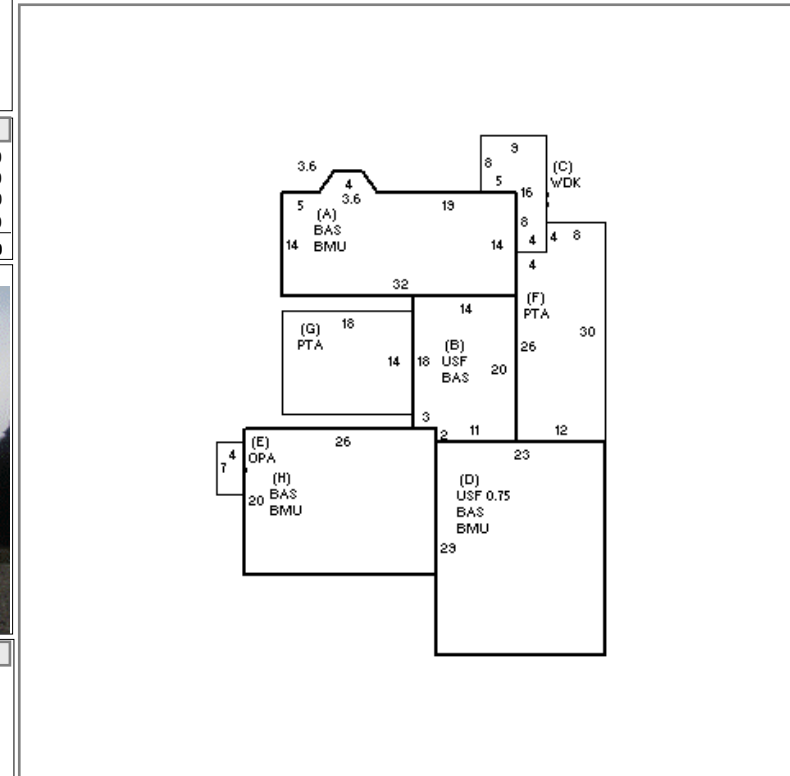 9
8
(C)
WDK
3.6
4
5
16
3.6
5
19
(A)
BAS
BMU
8
4
4
8
14
14
4
32
(F)
PTA
14
18
(G)
PTA
30
26
(B)
USF
BAS
14
18
20
3
2
11
12
(E)
OPA
26
23
4
7
(H)
BAS
BMU
20
(D)
USF 0.75
BAS
BMU
29